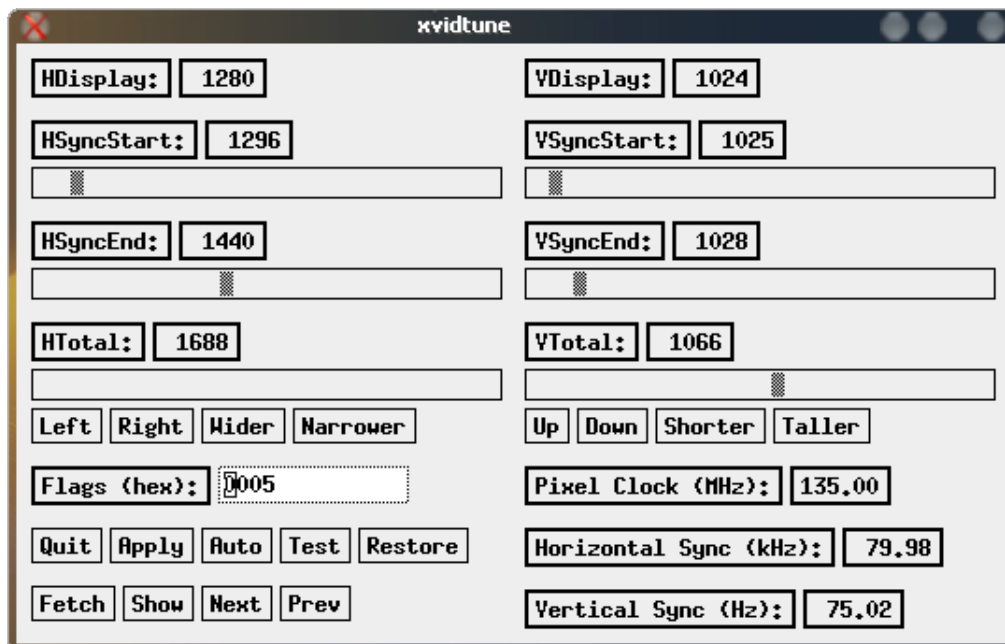 xvidtune
HDisplay: 1280
VDisplay: 1024
HSyncStart: 1296
VSyncStart: 1025
HSyncEnd: 1440
VSyncEnd: 1028
HTotal: 1688
VTotal: 1066
Left Right Wider Narrower
Up Down Shorter Taller
Flags (hex): 0005
Pixel Clock (MHz): 135.00
Quit Apply Auto Test Restore
Horizontal Sync (kHz): 79.98
Fetch Show Next Prev
Vertical Sync (Hz): 75.02